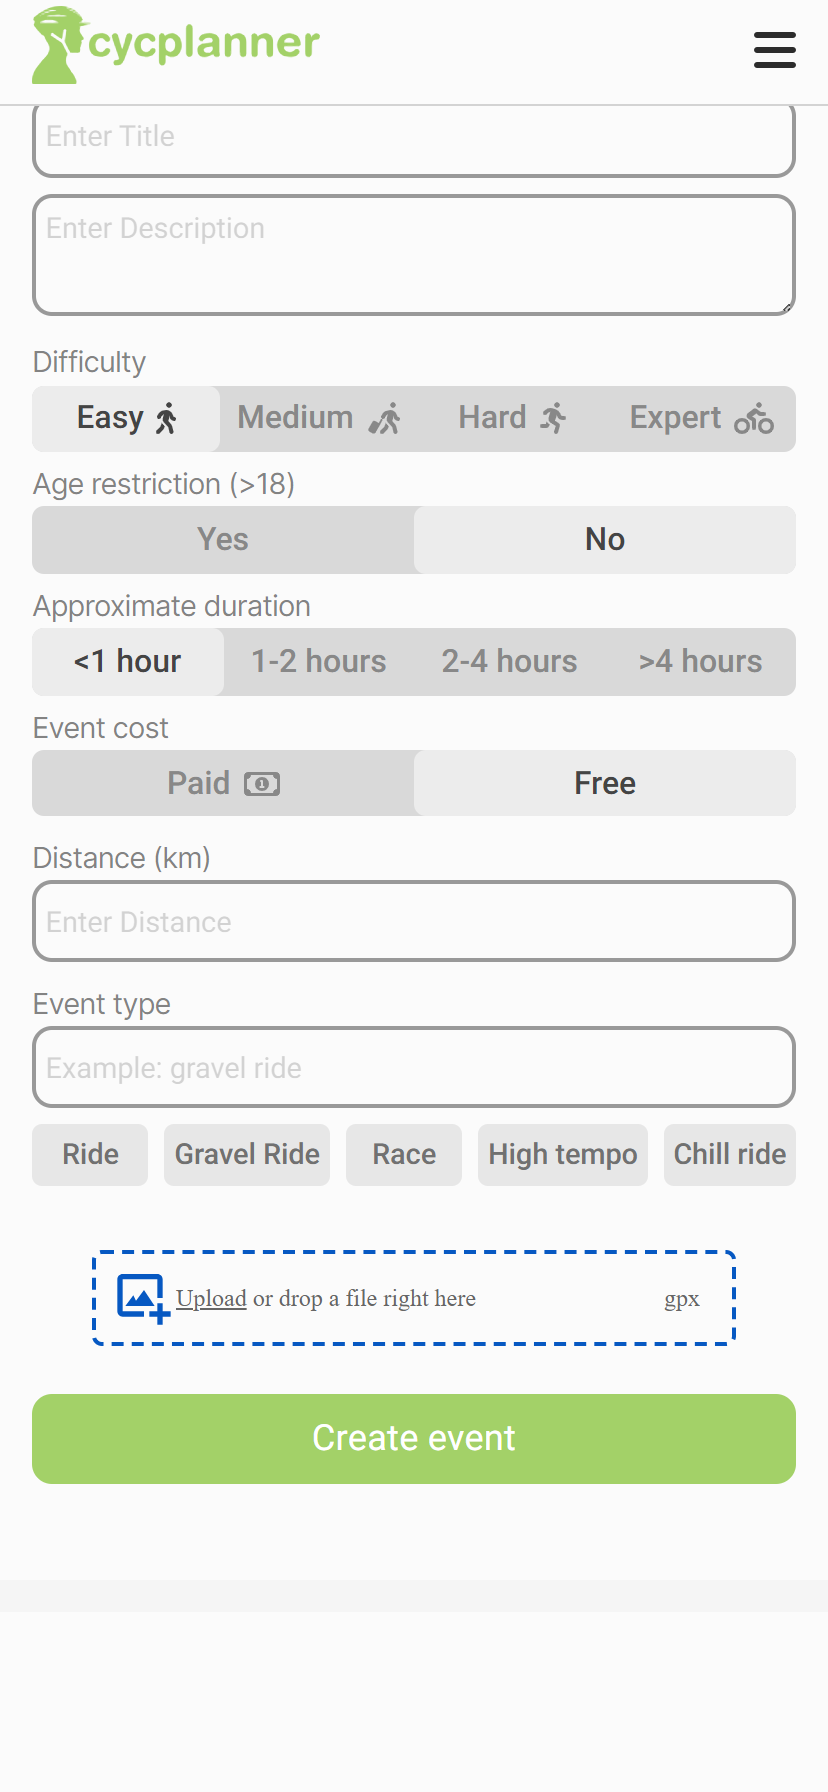 cycplanner
Enter Title
Enter Description
Difficulty
Easy Medium Hard Expert
Age restriction (>18)
Yes No
Approximate duration
<1 hour 1-2 hours 2-4 hours >4 hours
Event cost
Paid Free
Distance (km)
Enter Distance
Event type
Example: gravel ride
Ride Gravel Ride Race High tempo Chill ride
Upload or drop a file right here gpx
Create event